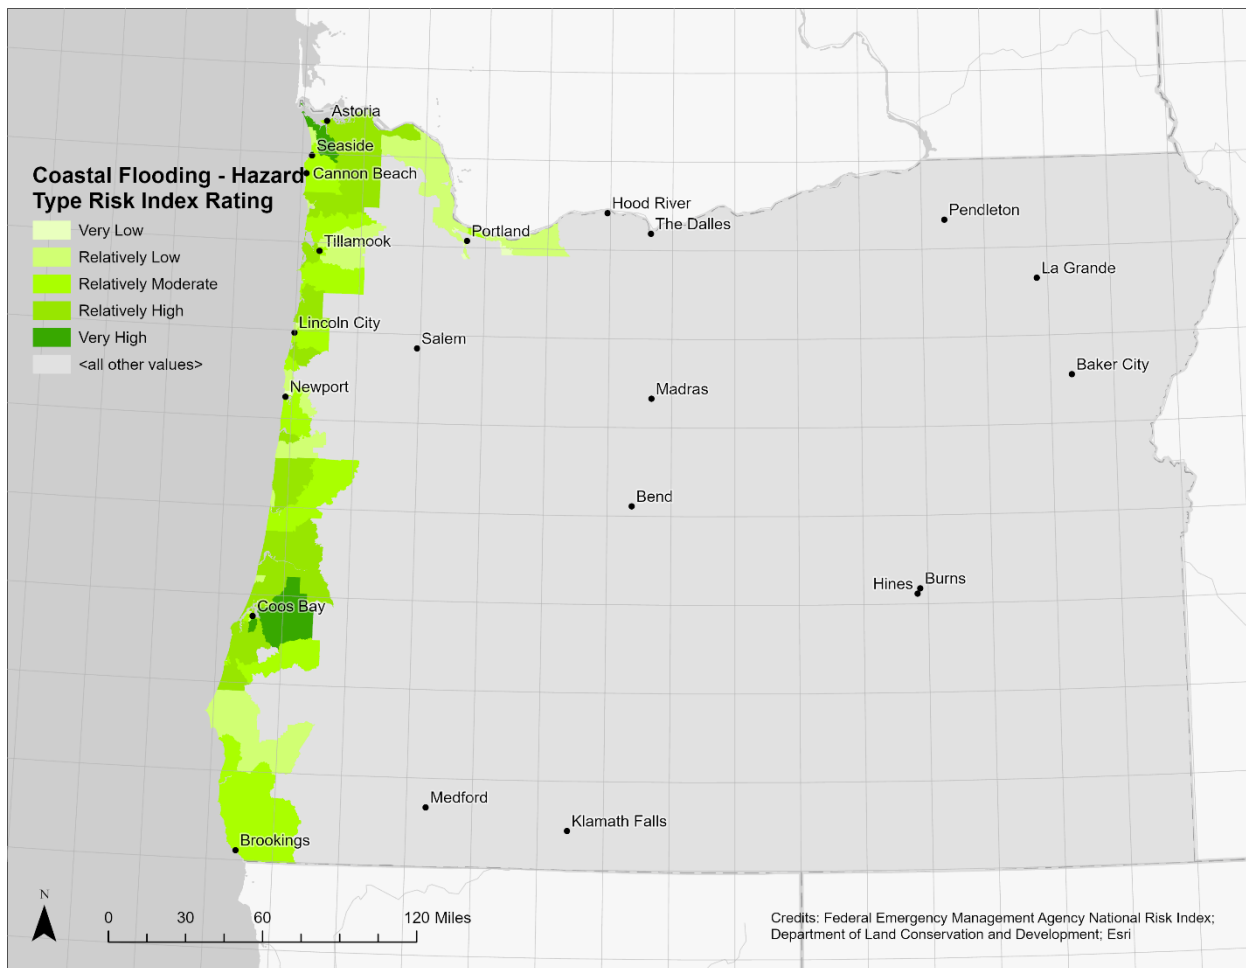 Astoria
Seaside
Coastal Flooding - Hazard
Type Risk Index Rating
Cannon Beach
Very Low
Relatively Low
Relatively Moderate
Relatively High
Very High
<all other values>
Hood River
The Dalles
Pendleton
Portland
Tillamook
La Grande
Lincoln City
Salem
Baker City
Newport
Madras
Bend
Hines
Burns
Coos Bay
Medford
Klamath Falls
Brookings
N
0 30 60 120 Miles
Credits: Federal Emergency Management Agency National Risk Index;
Department of Land Conservation and Development; Esri